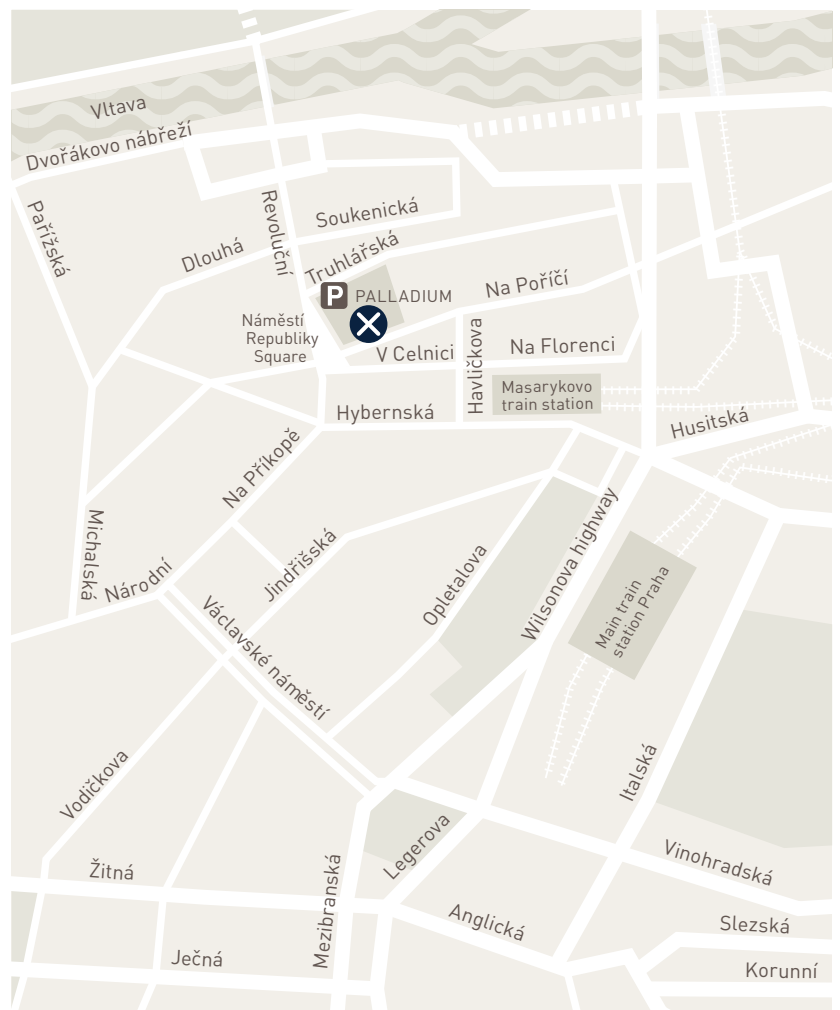 Vltava
Dvořákovo nábřeží
Pařížská
Revoluční
Soukenická
Dlouhá
Truhlářská
P PALLADIUM
Na Poříčí
Náměstí
Republiky
Square
V Celnici
Havlíčkova
Na Florenci
Masarykovo
train station
Hybernská
Husitská
Na Příkopě
Michalská
Národní
Jindřišská
Opletalova
Wilsonova highway
Main train
station Praha
Václavské náměstí
Vodičkova
Italská
Legerova
Mezibranská
Žitná
Vinohradská
Anglická
Slezská
Ječná
Korunní